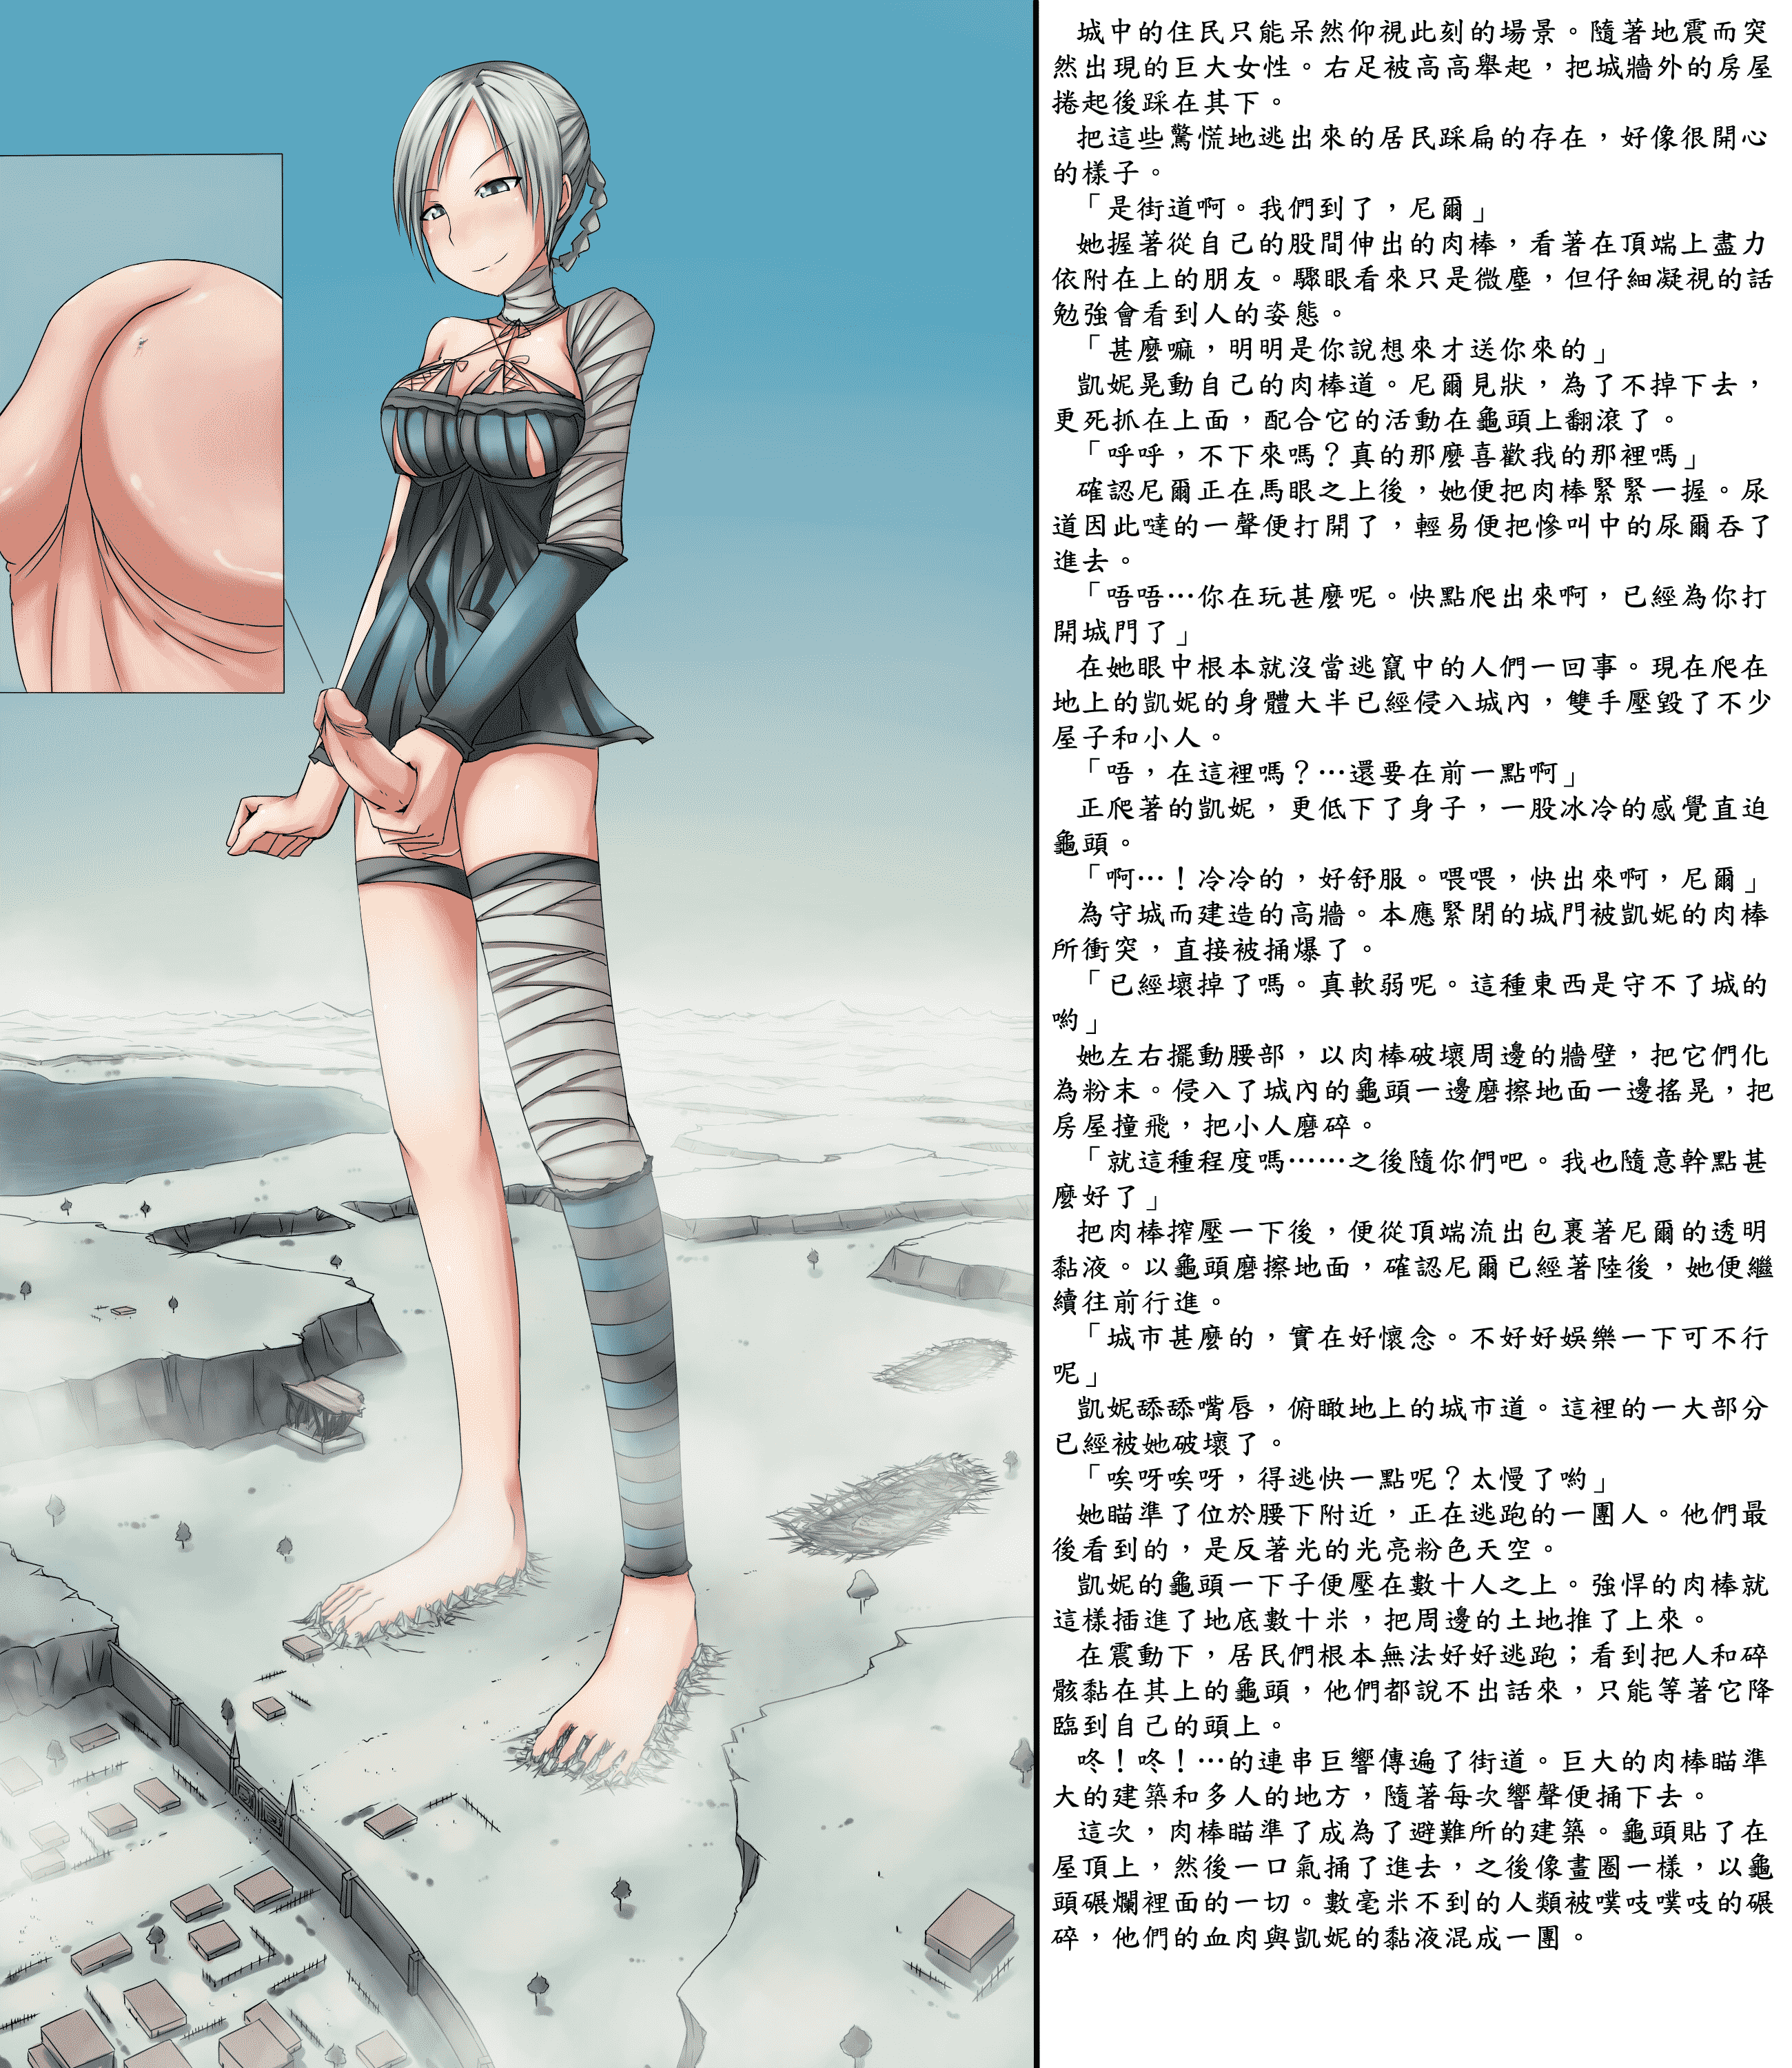 城中的住民只能呆然仰視此刻的場景。隨著地震而突
然出現的巨大女性。右足被高高舉起，把城牆外的房屋
捲起後踩在其下。
把這些驚慌地逃出來的居民踩扁的存在，好像很開心
的樣子。
「是街道啊。我們到了，尼爾」
她握著從自己的股間伸出的肉棒，看著在頂端上盡力
依附在上的朋友。驟眼看來只是微塵，但仔細凝視的話
勉強會看到人的姿態。
「甚麼嘛，明明是你說想來才送你來的」
凱妮晃動自己的肉棒道。尼爾見狀，為了不掉下去，
更死抓在上面，配合它的活動在龜頭上翻滾了。
「呼呼，不下來嗎？真的那麼喜歡我的那裡嗎」
確認尼爾正在馬眼之上後，她便把肉棒緊緊一握。尿
道因此噠的一聲便打開了，輕易便把慘叫中的尿爾吞了
進去。
「唔唔…你在玩甚麼呢。快點爬出來啊，已經為你打
開城門了」
在她眼中根本就沒當逃竄中的人們一回事。現在爬在
地上的凱妮的身體大半已經侵入城內，雙手壓毀了不少
屋子和小人。
「唔，在這裡嗎？…還要在前一點啊」
正爬著的凱妮，更低下了身子，一股冰冷的感覺直迫
龜頭。
「啊…！冷冷的，好舒服。喂喂，快出來啊，尼爾」
為守城而建造的高牆。本應緊閉的城門被凱妮的肉棒
所衝突，直接被捅爆了。
「已經壞掉了嗎。真軟弱呢。這種東西是守不了城的
喲」
她左右擺動腰部，以肉棒破壞周邊的牆壁，把它們化
為粉末。侵入了城內的龜頭一邊磨擦地面一邊搖晃，把
房屋撞飛，把小人磨碎。
「就這種程度嗎……之後隨你們吧。我也隨意幹點甚
麼好了」
把肉棒搾壓一下後，便從頂端流出包裹著尼爾的透明
黏液。以龜頭磨擦地面，確認尼爾已經著陸後，她便繼
續往前行進。
「城市甚麼的，實在好懷念。不好好娛樂一下可不行
呢」
凱妮舔舔嘴唇，俯瞰地上的城市道。這裡的一大部分
已經被她破壞了。
「唉呀唉呀，得逃快一點呢？太慢了喲」
她瞄準了位於腰下附近，正在逃跑的一團人。他們最
後看到的，是反著光的光亮粉色天空。
凱妮的龜頭一下子便壓在數十人之上。強悍的肉棒就
這樣插進了地底數十米，把周邊的土地推了上來。
在震動下，居民們根本無法好好逃跑；看到把人和碎
骸黏在其上的龜頭，他們都說不出話來，只能等著它降
臨到自己的頭上。
咚！咚！…的連串巨響傳遍了街道。巨大的肉棒瞄準
大的建築和多人的地方，隨著每次響聲便捅下去。
這次，肉棒瞄準了成為了避難所的建築。龜頭貼了在
屋頂上，然後一口氣捅了進去，之後像畫圈一樣，以龜
頭碾爛裡面的一切。數毫米不到的人類被噗吱噗吱的碾
碎，他們的血肉與凱妮的黏液混成一團。